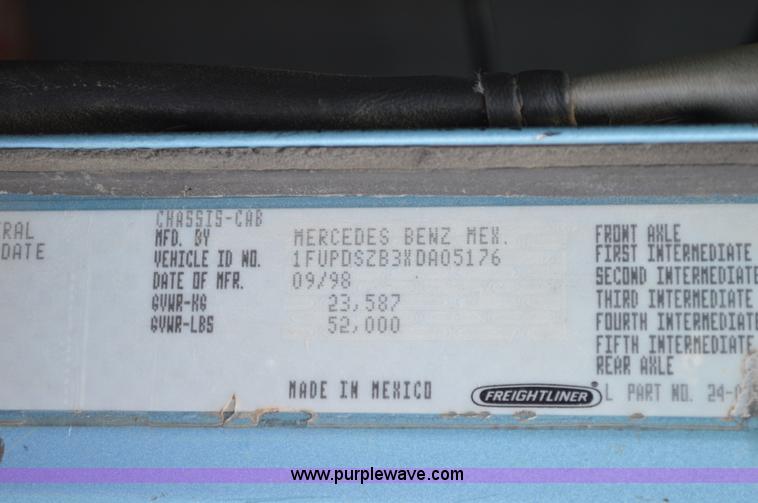 RAL
DATE
CHASSIS-CAB
MFD. BY MERCEDES BENZ MEX.
VEHICLE ID NO. 1FUPDSZB3XDA05176
DATE OF MFR. 09/98
GVWR-KG 23,587
GVWR-LBS 52,000
FRONT AXLE
FIRST INTERMEDIATE
SECOND INTERMEDIATE
THIRD INTERMEDIATE
FOURTH INTERMEDIATE
FIFTH INTERMEDIATE
REAR AXLE
MADE IN MEXICO FREIGHTLINER L PART NO. 24-
www.purplewave.com